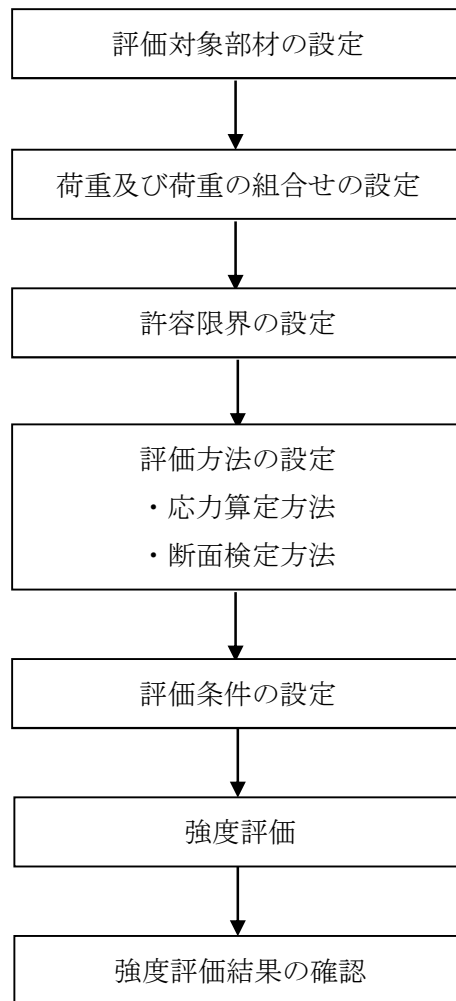 評価対象部材の設定
荷重及び荷重の組合せの設定
許容限界の設定
評価方法の設定
・応力算定方法
・断面検定方法
評価条件の設定
強度評価
強度評価結果の確認